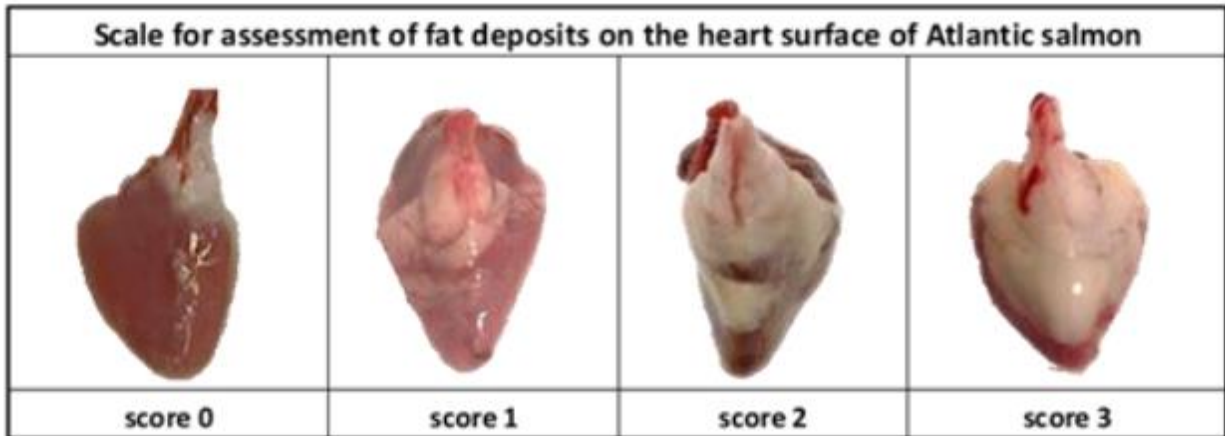 Scale for assessment of fat deposits on the heart surface of Atlantic salmon
score 0
score 1
score 2
score 3